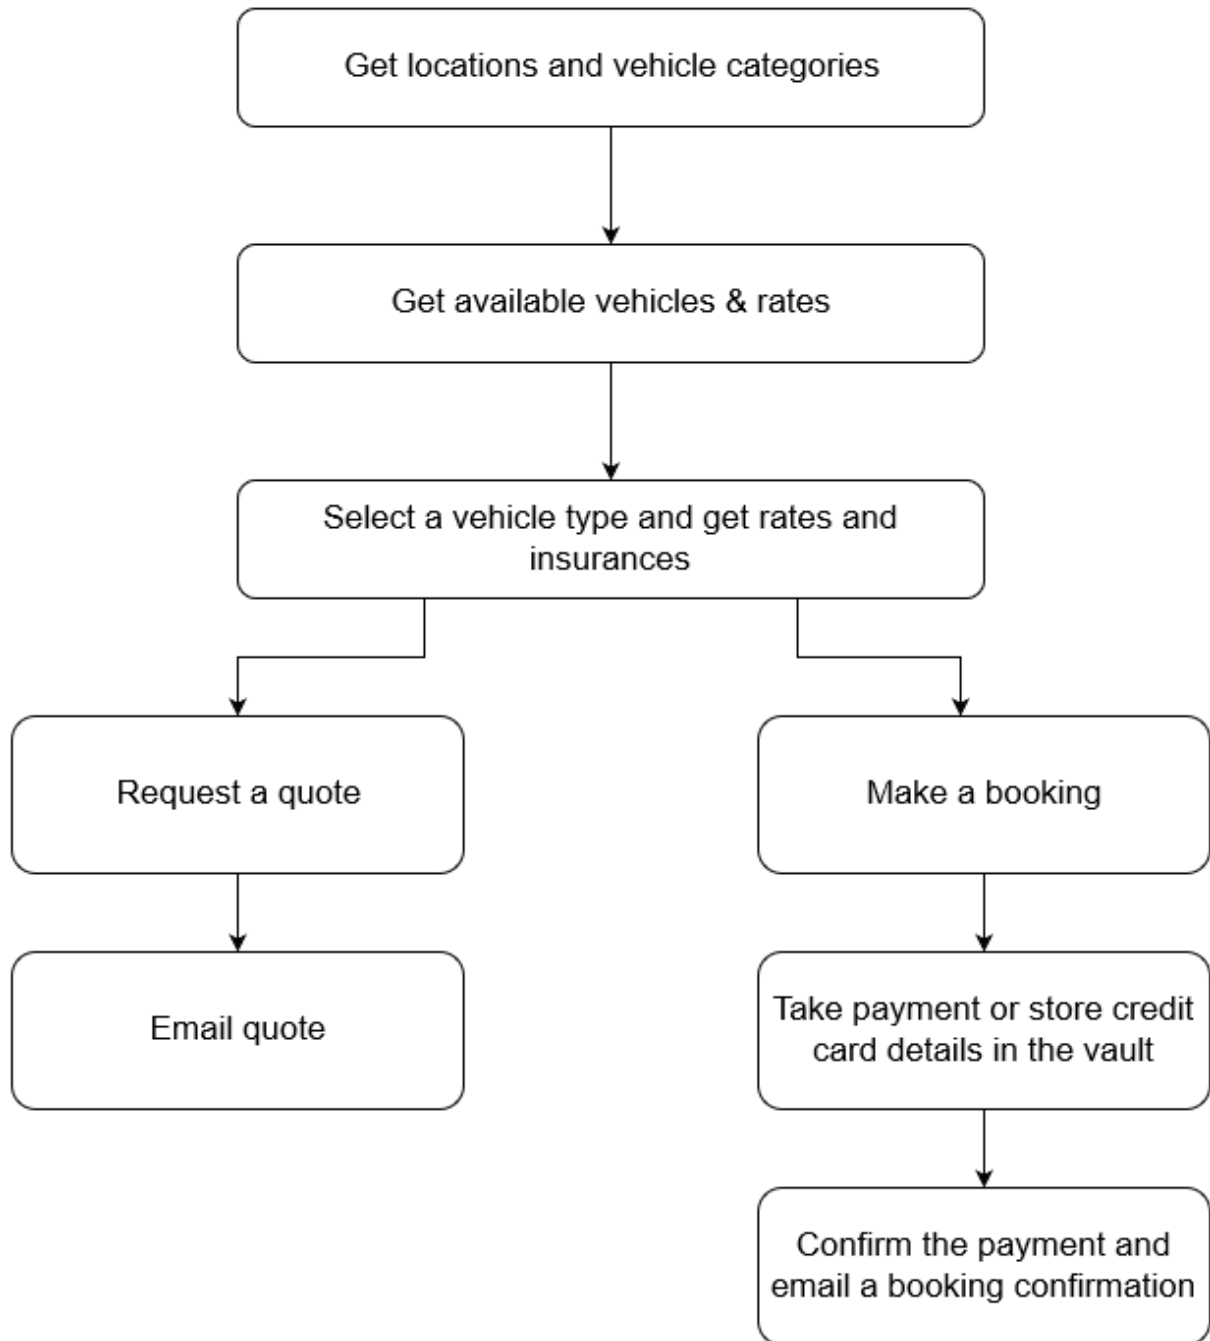 Get locations and vehicle categories
Get available vehicles & rates
Select a vehicle type and get rates and
insurances
Request a quote
Make a booking
Email quote
Take payment or store credit
card details in the vault
Confirm the payment and
email a booking confirmation